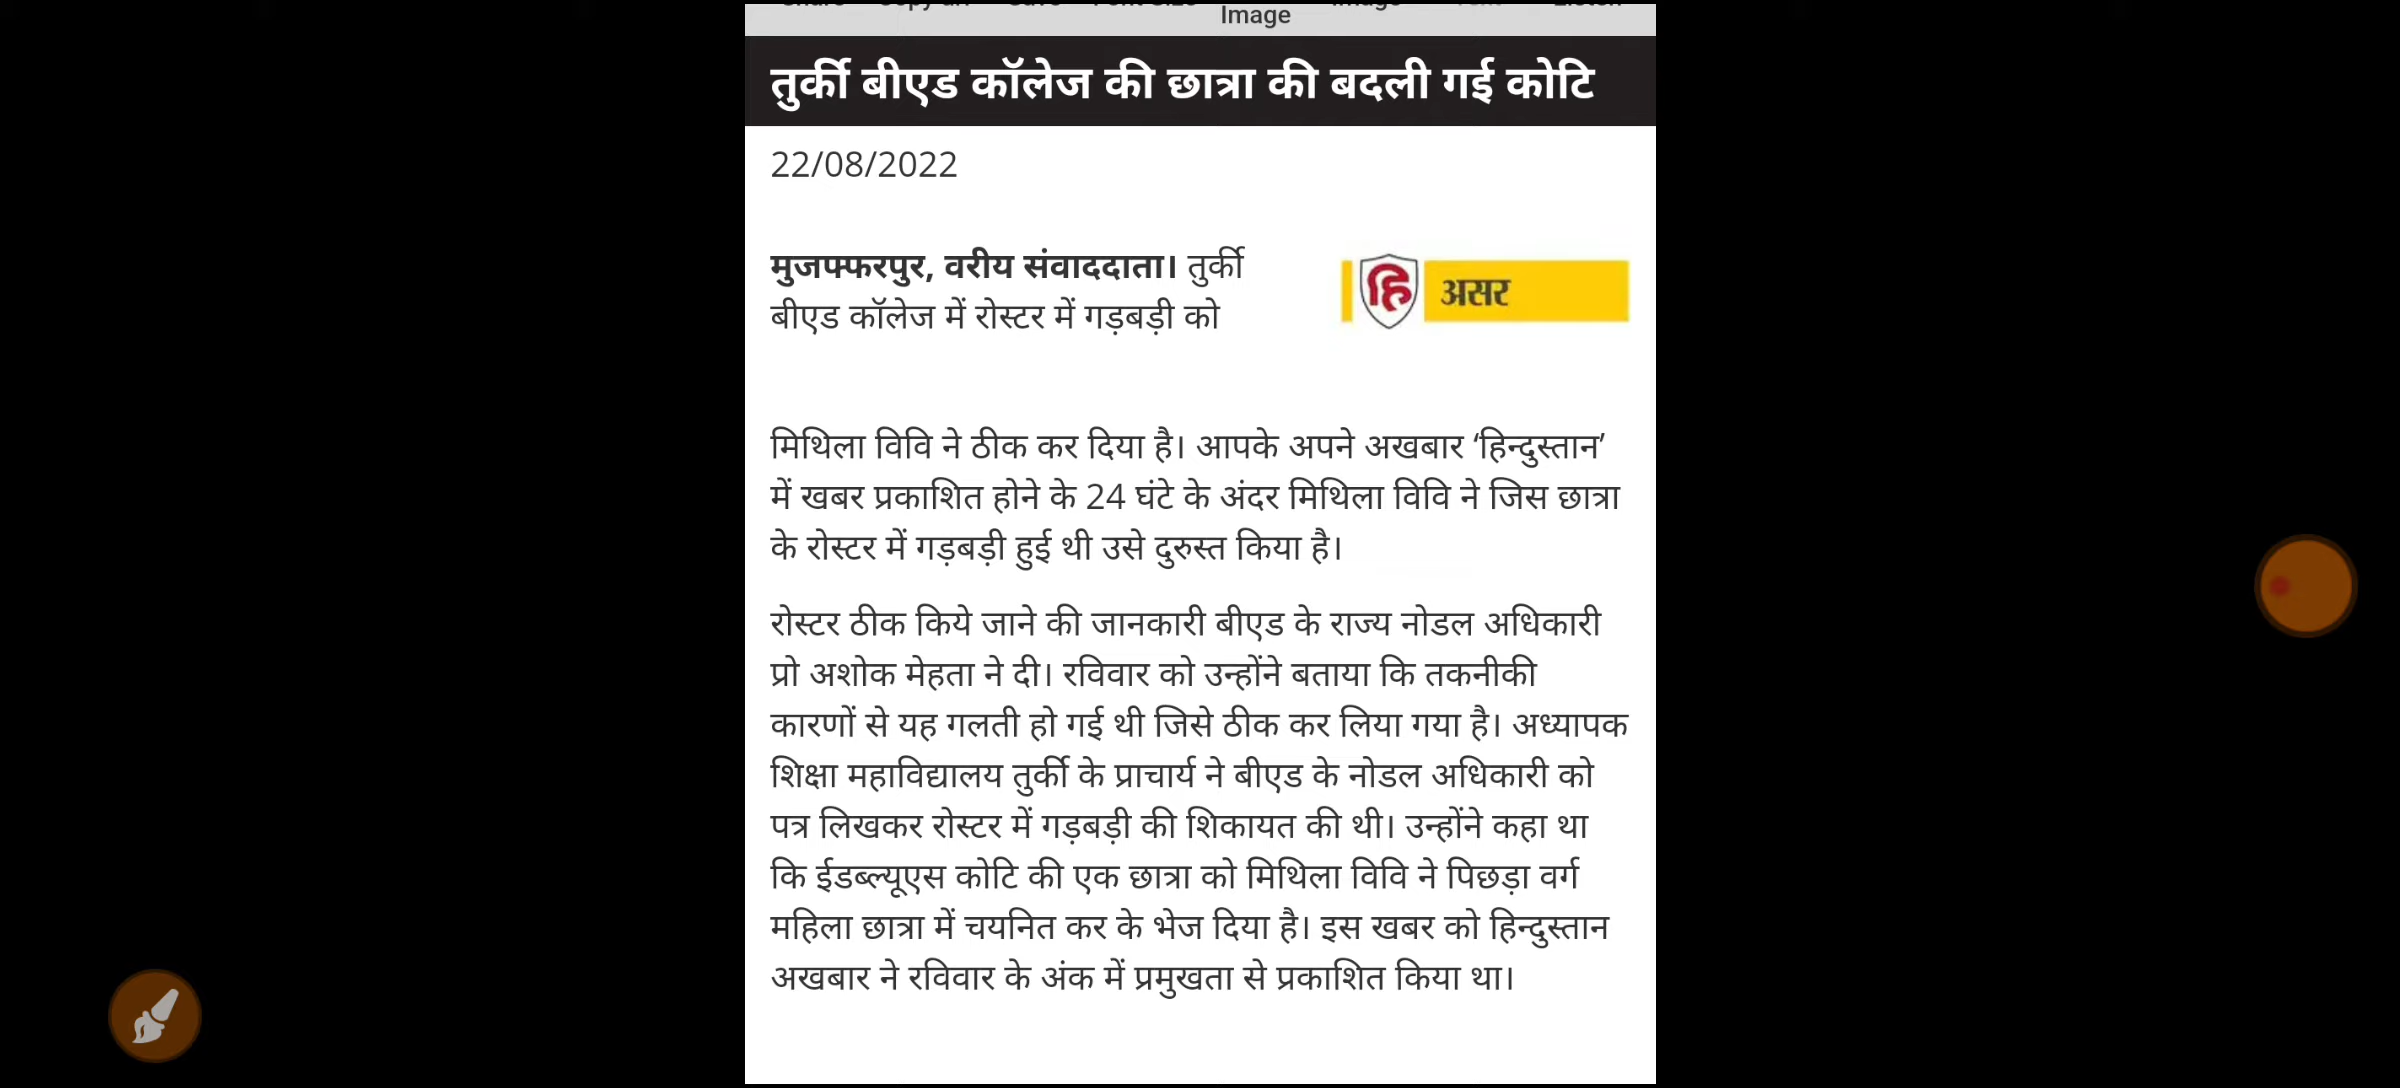 Image
तुर्की बीएड कॉलेज की छात्रा की बदली गई कोटि
22/08/2022
मुजफ्फरपुर, वरीय संवाददाता। तुर्की
बीएड कॉलेज में रोस्टर में गड़बड़ी को
हि असर
मिथिला विवि ने ठीक कर दिया है। आपके अपने अखबार ‘हिन्दुस्तान’
में खबर प्रकाशित होने के 24 घंटे के अंदर मिथिला विवि ने जिस छात्रा
के रोस्टर में गड़बड़ी हुई थी उसे दुरुस्त किया है।
रोस्टर ठीक किये जाने की जानकारी बीएड के राज्य नोडल अधिकारी
प्रो अशोक मेहता ने दी। रविवार को उन्होंने बताया कि तकनीकी
कारणों से यह गलती हो गई थी जिसे ठीक कर लिया गया है। अध्यापक
शिक्षा महाविद्यालय तुर्की के प्राचार्य ने बीएड के नोडल अधिकारी को
पत्र लिखकर रोस्टर में गड़बड़ी की शिकायत की थी। उन्होंने कहा था
कि ईडब्ल्यूएस कोटि की एक छात्रा को मिथिला विवि ने पिछड़ा वर्ग
महिला छात्रा में चयनित कर के भेज दिया है। इस खबर को हिन्दुस्तान
अखबार ने रविवार के अंक में प्रमुखता से प्रकाशित किया था।